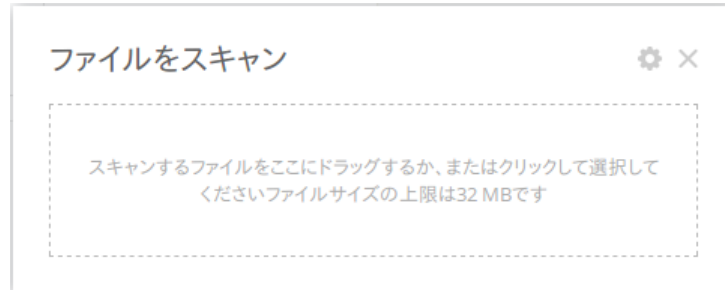 ファイルをスキャン
スキャンするファイルをここにドラッグするか、またはクリックして選択して
くださいファイルサイズの上限は32 MBです